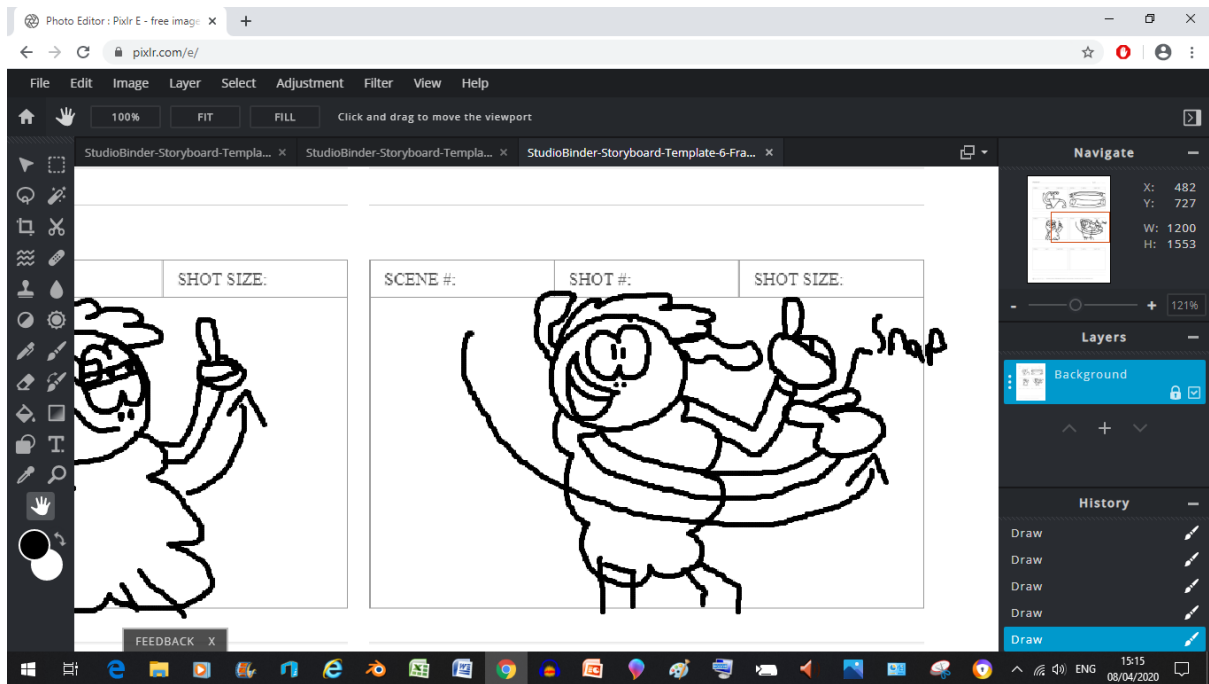 Photo Editor : Pixlr E - free image
pixlr.com/e/
File Edit Image Layer Select Adjustment Filter View Help
100% FIT FILL Click and drag to move the viewport
StudioBinder-Storyboard-Templa... StudioBinder-Storyboard-Templa... StudioBinder-Storyboard-Template-6-Fra...
Navigate
X: 482
Y: 727
W: 1200
H: 1553
121%
SHOT SIZE: SCENE #: SHOT #: SHOT SIZE:
Snap
Layers
Background
History
Draw
Draw
Draw
Draw
Draw
FEEDBACK X
ENG
15:15
08/04/2020